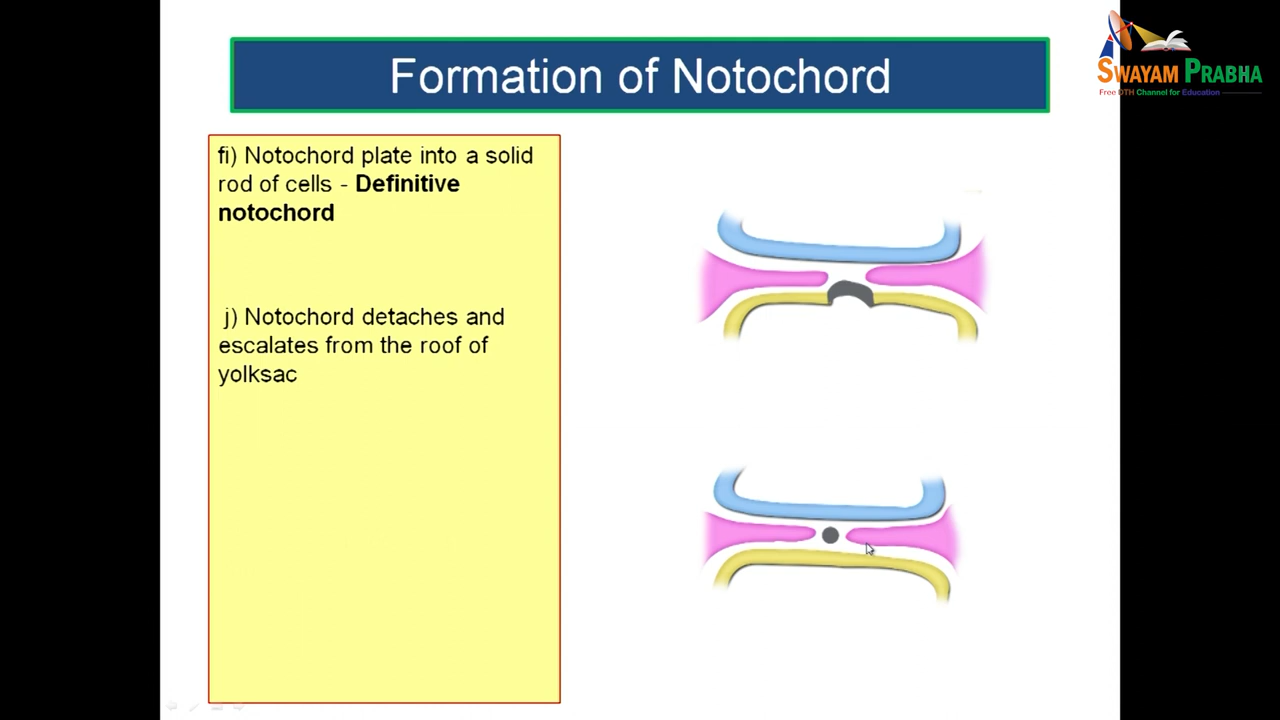 SWAYAM PRABHA
Free DTH Channel for Education
Formation of Notochord
fi) Notochord plate into a solid
rod of cells - Definitive
notochord
j) Notochord detaches and
escalates from the roof of
yolksac